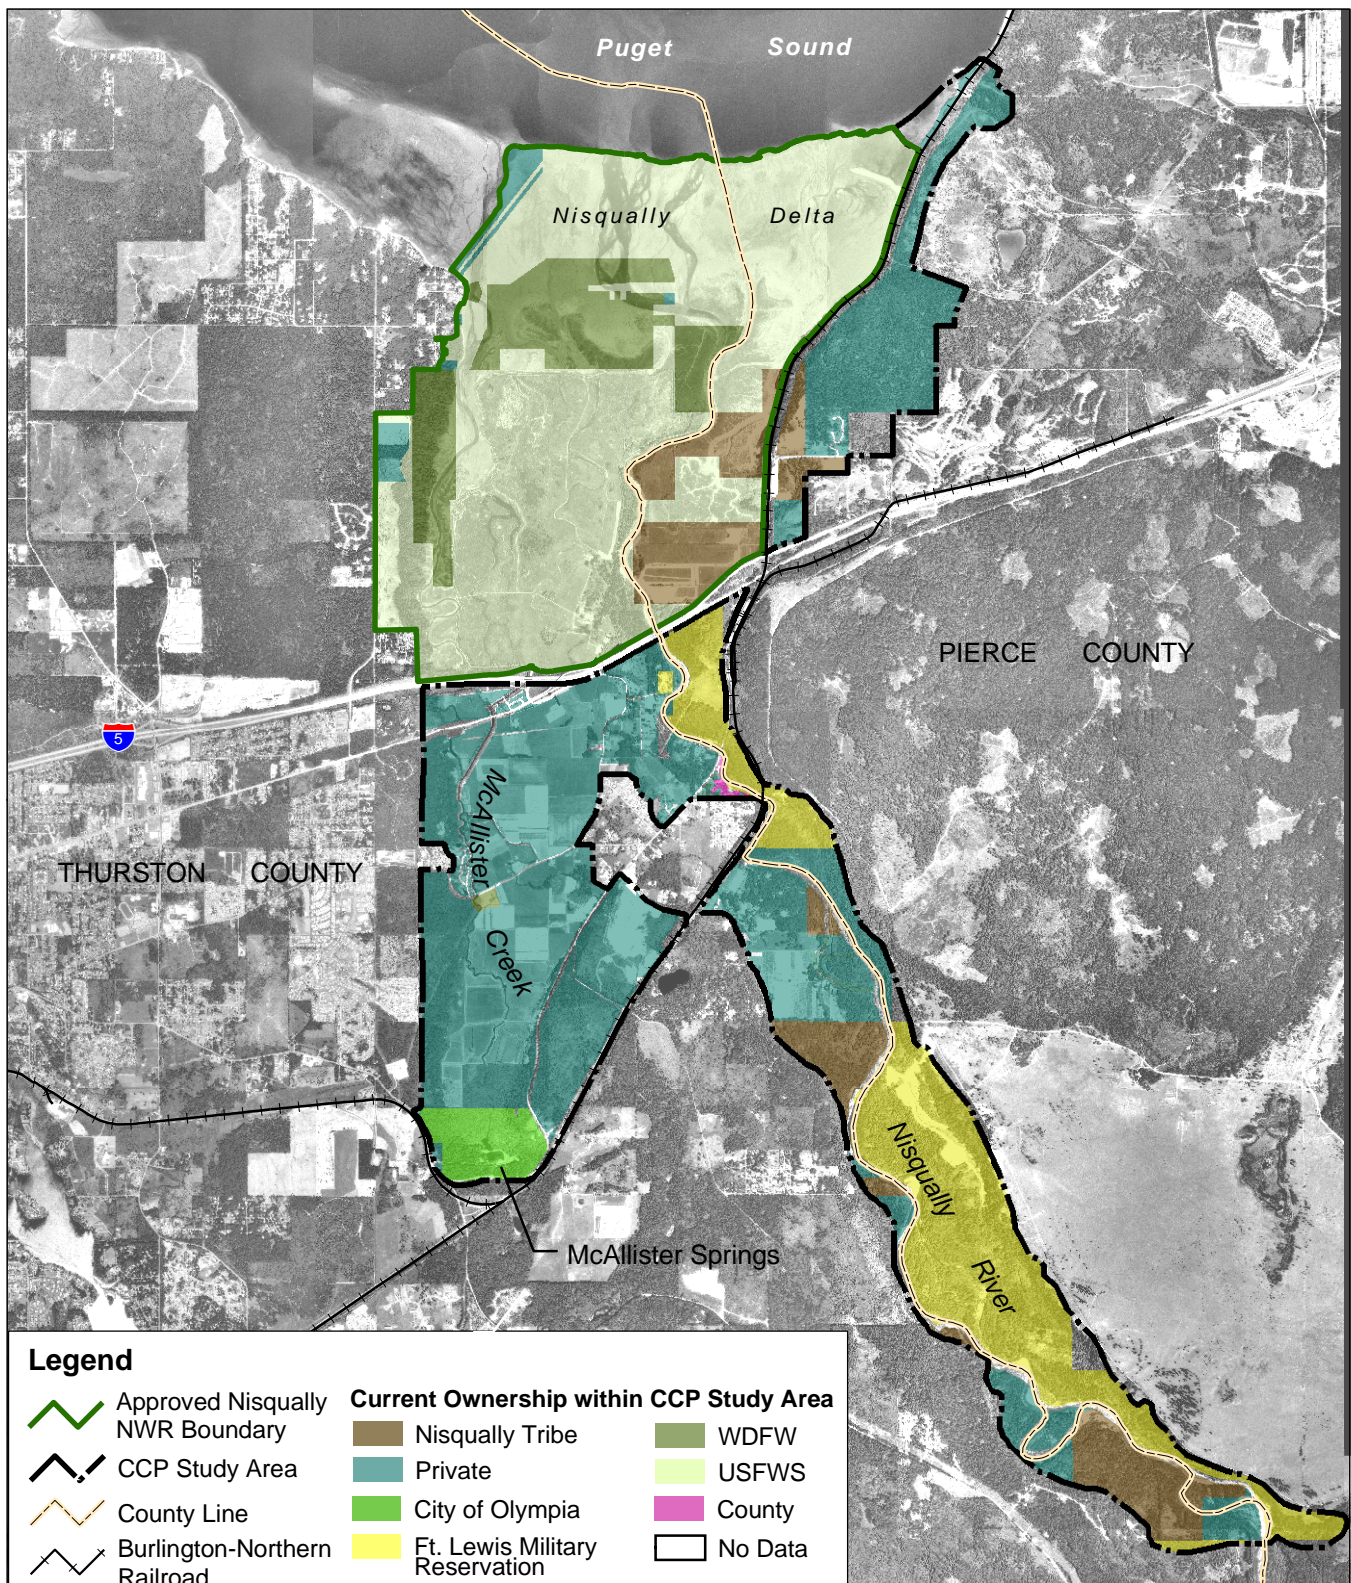 Puget Sound
Nisqually Delta
PIERCE COUNTY
5
McAllister
Creek
THURSTON COUNTY
Nisqually
River
McAllister Springs
Legend
Approved Nisqually
NWR Boundary
CCP Study Area
County Line
Burlington-Northern
Railroad
Current Ownership within CCP Study Area
Nisqually Tribe
Private
City of Olympia
Ft. Lewis Military
Reservation
WDFW
USFWS
County
No Data